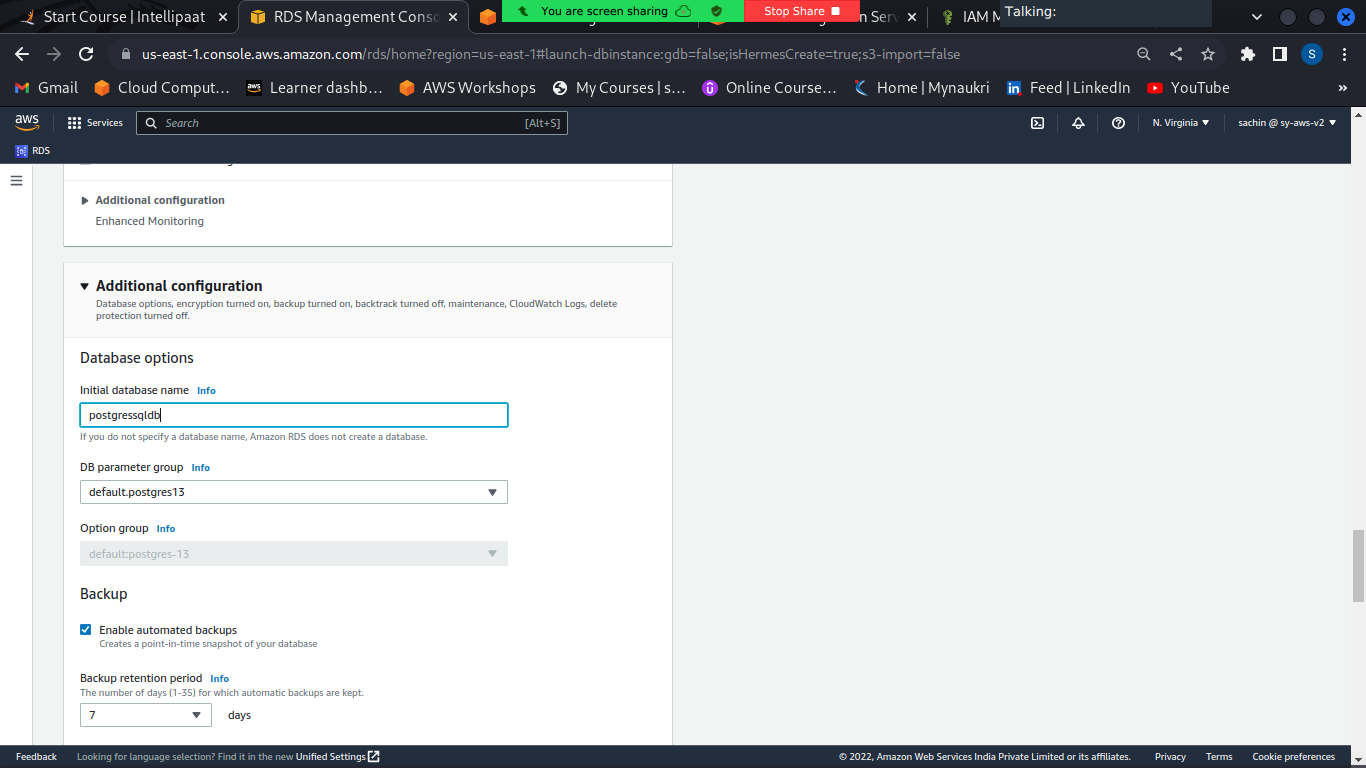 Start Course | Intellipaat
RDS Management Conso
You are screen sharing
Stop Share
Serv
IAM M
Talking:
us-east-1.console.aws.amazon.com/rds/home?region=us-east-1#launch-dbinstance:gdb=false;isHermesCreate=true;s3-import=false
S
Gmail
Cloud Comput...
aws
Learner dashb...
AWS Workshops
My Courses | s...
Online Course...
Home | Mynaukri
Feed | LinkedIn
YouTube
»
aws
Services
Search
[Alt+S]
N. Virginia
sachin @ sy-aws-v2
RDS
Additional configuration
Enhanced Monitoring
Additional configuration
Database options, encryption turned on, backup turned on, backtrack turned off, maintenance, CloudWatch Logs, delete
protection turned off.
Database options
Initial database name Info
postgressqldb
If you do not specify a database name, Amazon RDS does not create a database.
DB parameter group Info
default.postgres13
Option group Info
default:postgres-13
Backup
Enable automated backups
Creates a point-in-time snapshot of your database
Backup retention period Info
The number of days (1-35) for which automatic backups are kept.
7
days
Feedback
Looking for language selection? Find it in the new Unified Settings
© 2022, Amazon Web Services India Private Limited or its affiliates.
Privacy
Terms
Cookie preferences